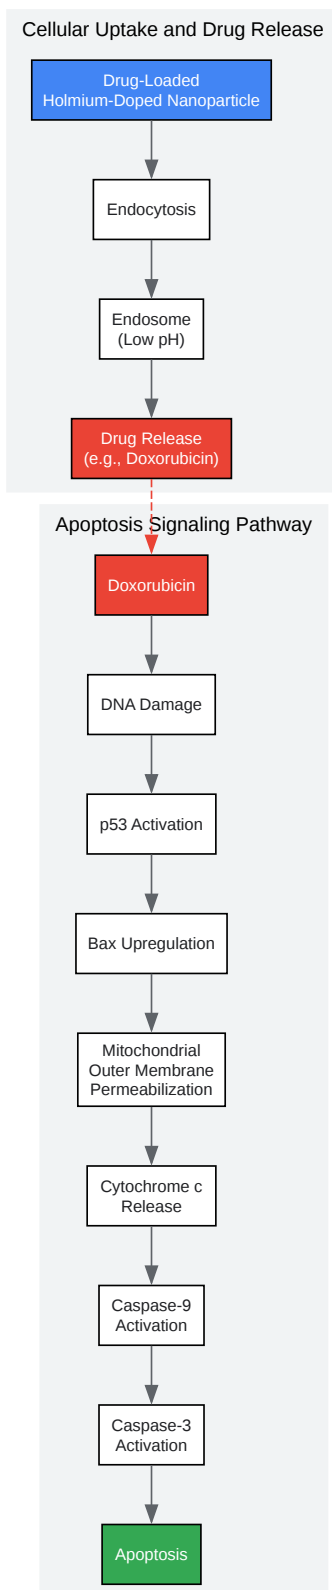 Cellular Uptake and Drug Release
Drug-Loaded
Holmium-Doped Nanoparticle
Endocytosis
Endosome
(Low pH)
Drug Release
(e.g., Doxorubicin)
Apoptosis Signaling Pathway
Doxorubicin
DNA Damage
p53 Activation
Bax Upregulation
Mitochondrial
Outer Membrane
Permeabilization
Cytochrome c
Release
Caspase-9
Activation
Caspase-3
Activation
Apoptosis